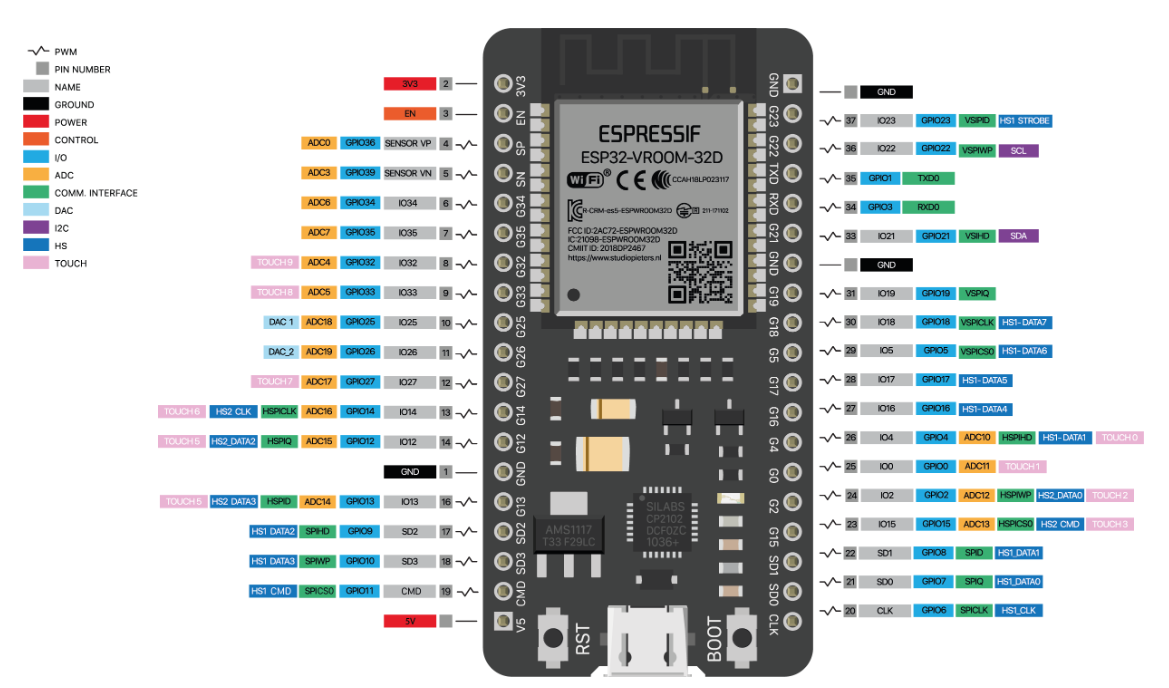 PWM
PIN NUMBER
NAME
GROUND
POWER
CONTROL
I/O
ADC
COMM. INTERFACE
DAC
I2C
HS
TOUCH
3V3 2
EN 3
ADC0 GPIO36 SENSOR VP 4
ADC3 GPIO39 SENSOR VN 5
ADC6 GPIO34 IO34 6
ADC7 GPIO35 IO35 7
TOUCH 9 ADC4 GPIO32 IO32 8
TOUCH 8 ADC5 GPIO33 IO33 9
DAC 1 ADC18 GPIO25 IO25 10
DAC_2 ADC19 GPIO26 IO26 11
TOUCH 7 ADC17 GPIO27 IO27 12
TOUCH 6 HS2 CLK HSPICLK ADC16 GPIO14 IO14 13
TOUCH 5 HS2_DATA2 HSPIQ ADC15 GPIO12 IO12 14
GND 1
TOUCH 5 HS2 DATA3 HSPID ADC14 GPIO13 IO13 16
HS1 DATA2 SPIHD GPIO9 SD2 17
HS1 DATA3 SPIWP GPIO10 SD3 18
HS1 CMD SPICS0 GPIO11 CMD 19
5V
3V3
EN
SP
SN
G34
G35
G32
G33
G25
G26
G27
G14
G12
GND
G13
SD2
SD3
CMD
V5
ESPRESSIF
ESP32-VROOM-32D
WiFi® CE CCAH18LP023117
R-CRM-es5-ESPWROOM32D R 211-171102
FCC ID:2AC72-ESPWROOM32D
IC:21098-ESPWROOM32D
CMIIT ID: 2018DP2467
https://www.studiopieters.nl
AMS1117
T33 F29LC
SILABS
CP2102
DCF02C
1036+
RST
BOOT
GND
G23
G22
TXD
RXD
G21
GND
G19
G18
G5
G17
G16
G4
G0
G2
G15
SD1
SD0
CLK
GND
37 IO23 GPIO23 VSPID HS1 STROBE
36 IO22 GPIO22 VSPIWP SCL
35 GPIO1 TXD0
34 GPIO3 RXD0
33 IO21 GPIO21 VSIHD SDA
GND
31 IO19 GPIO19 VSPIQ
30 IO18 GPIO18 VSPICLK HS1-DATA7
29 IO5 GPIO5 VSPICS0 HS1-DATA6
28 IO17 GPIO17 HS1-DATA5
27 IO16 GPIO16 HS1-DATA4
26 IO4 GPIO4 ADC10 HSPIHD HS1-DATA1 TOUCH 0
25 IO0 GPIO0 ADC11 TOUCH 1
24 IO2 GPIO2 ADC12 HSPIWP HS2_DATA0 TOUCH 2
23 IO15 GPIO15 ADC13 HSPICS0 HS2 CMD TOUCH 3
22 SD1 GPIO8 SPID HS1_DATA1
21 SD0 GPIO7 SPIQ HS1_DATA0
20 CLK GPIO6 SPICLK HS1_CLK